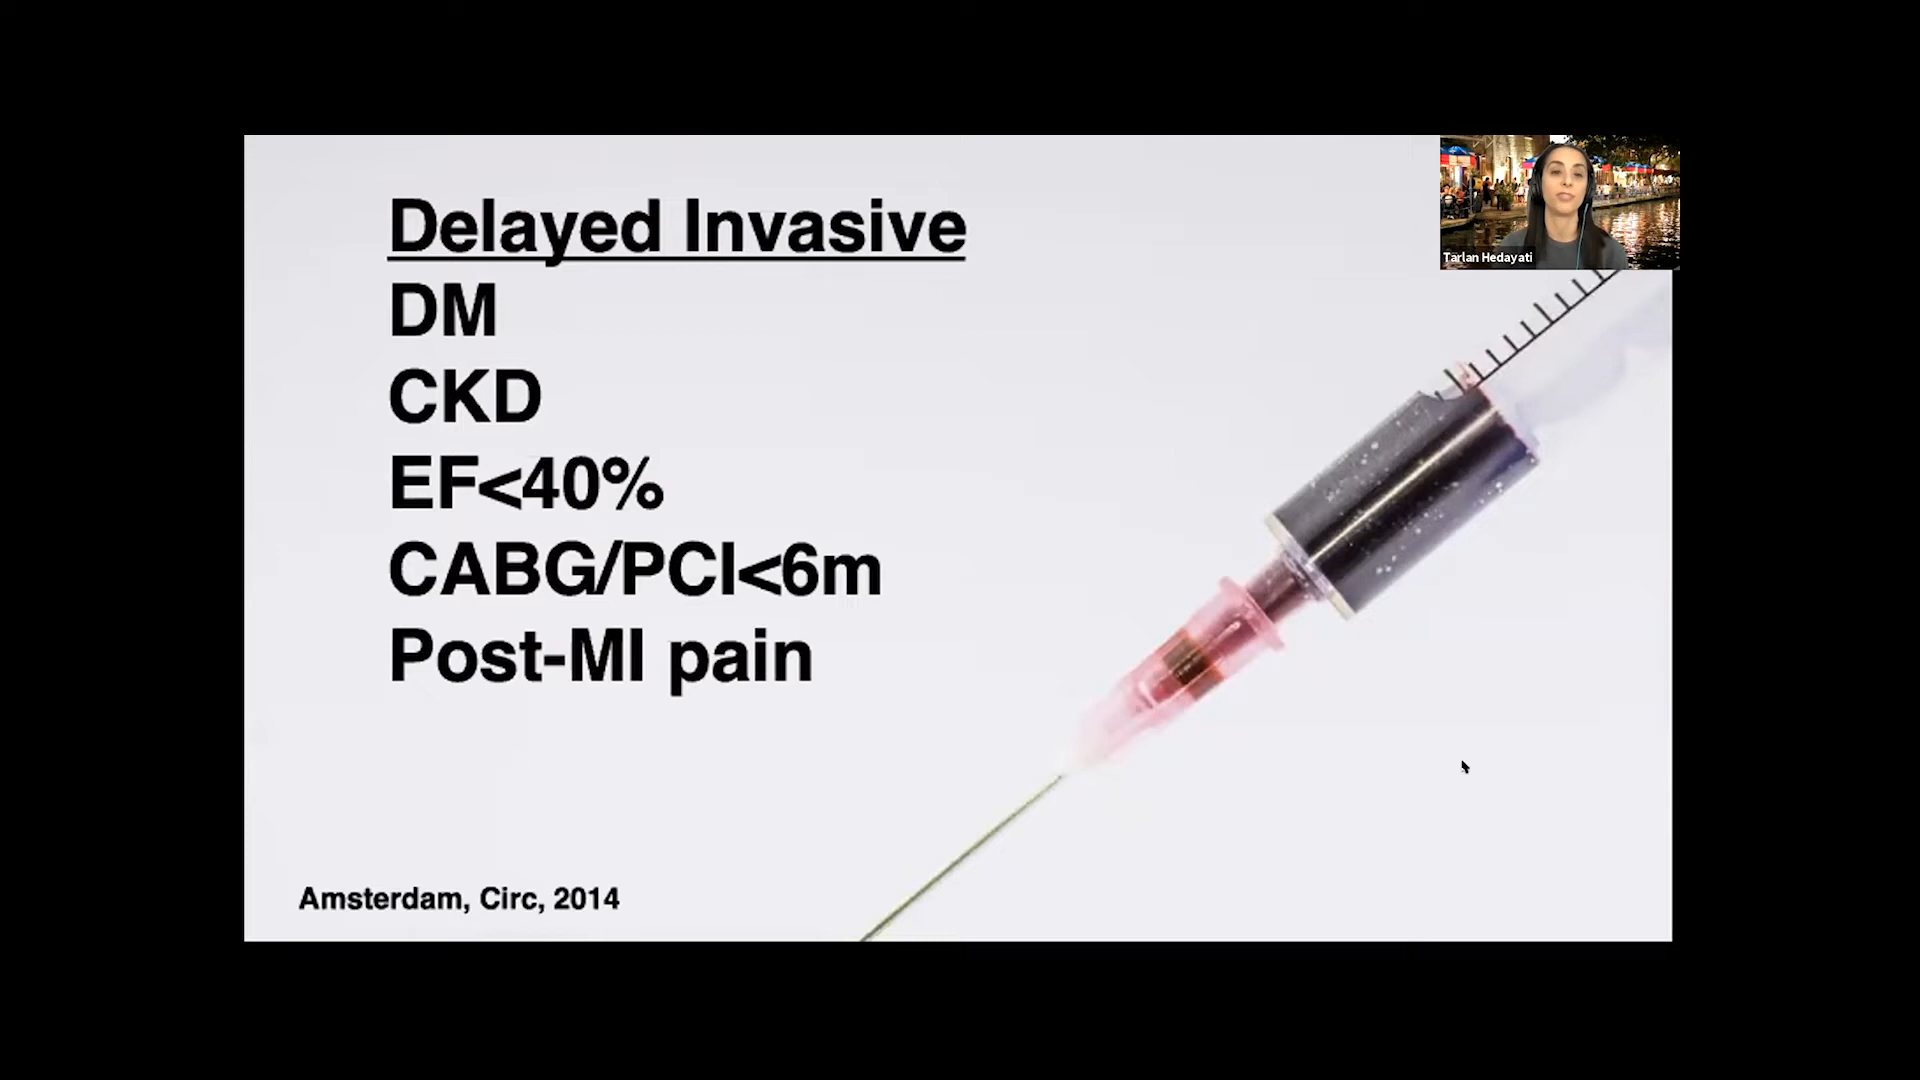 Delayed Invasive
DM
CKD
EF<40%
CABG/PCI<6m
Post-MI pain
Amsterdam, Circ, 2014
Tarlan Hedayati